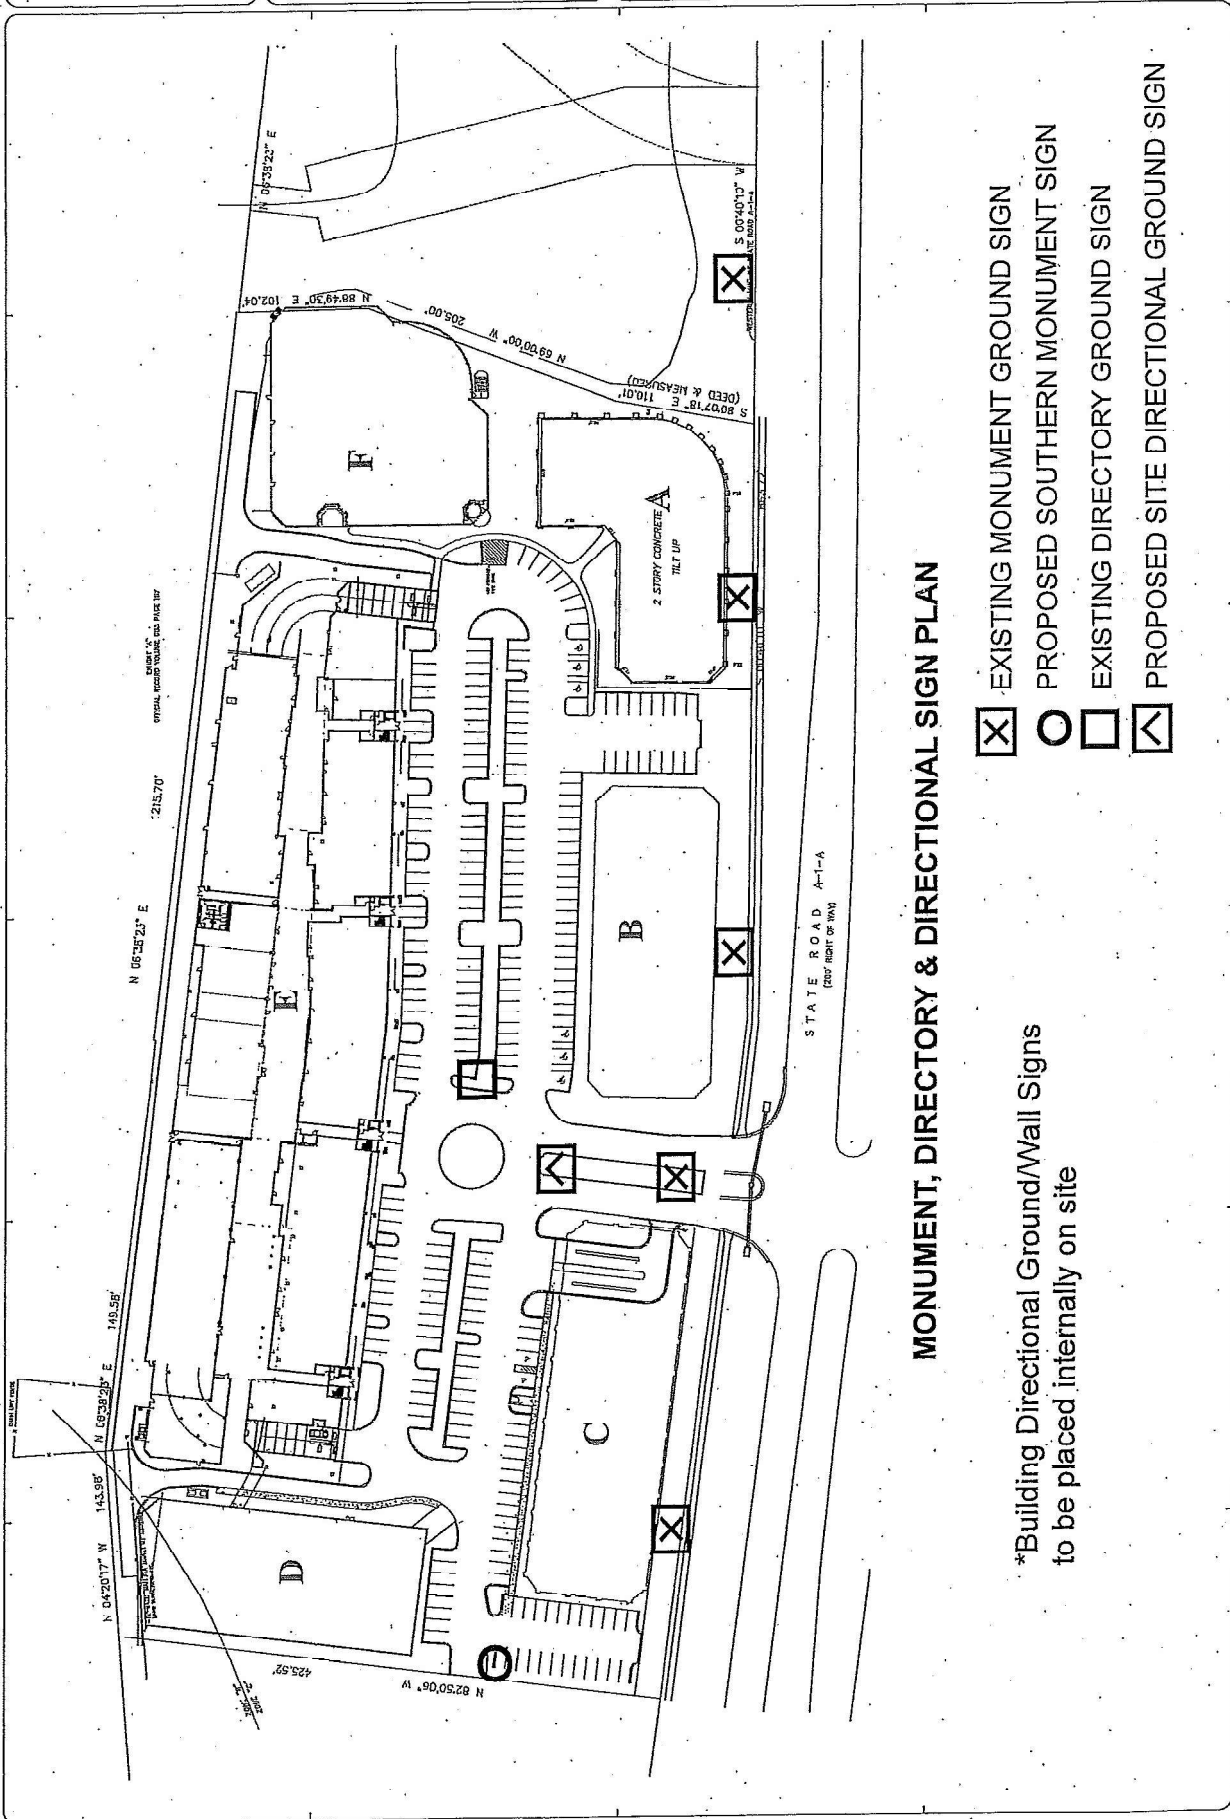 N 06°38'23" E
N 88°49'30" E 102.04'
N 69°00'00" W 205.00'
S 80°07'18" E 110.01'
(DEED & MEASURED)
S 00°40'13" W
F
A
2 STORY CONCRETE
TILT UP
1215.70'
N 06°38'23" E
E
B
STATE ROAD A-1-A
(200' RIGHT OF WAY)
149.58'
N 06°38'23" E
143.98'
N 04°20'17" W
D
C
425.52'
N 82°50'06" W
MONUMENT, DIRECTORY & DIRECTIONAL SIGN PLAN
EXISTING MONUMENT GROUND SIGN
PROPOSED SOUTHERN MONUMENT SIGN
EXISTING DIRECTORY GROUND SIGN
PROPOSED SITE DIRECTIONAL GROUND SIGN
*Building Directional Ground/Wall Signs
to be placed internally on site